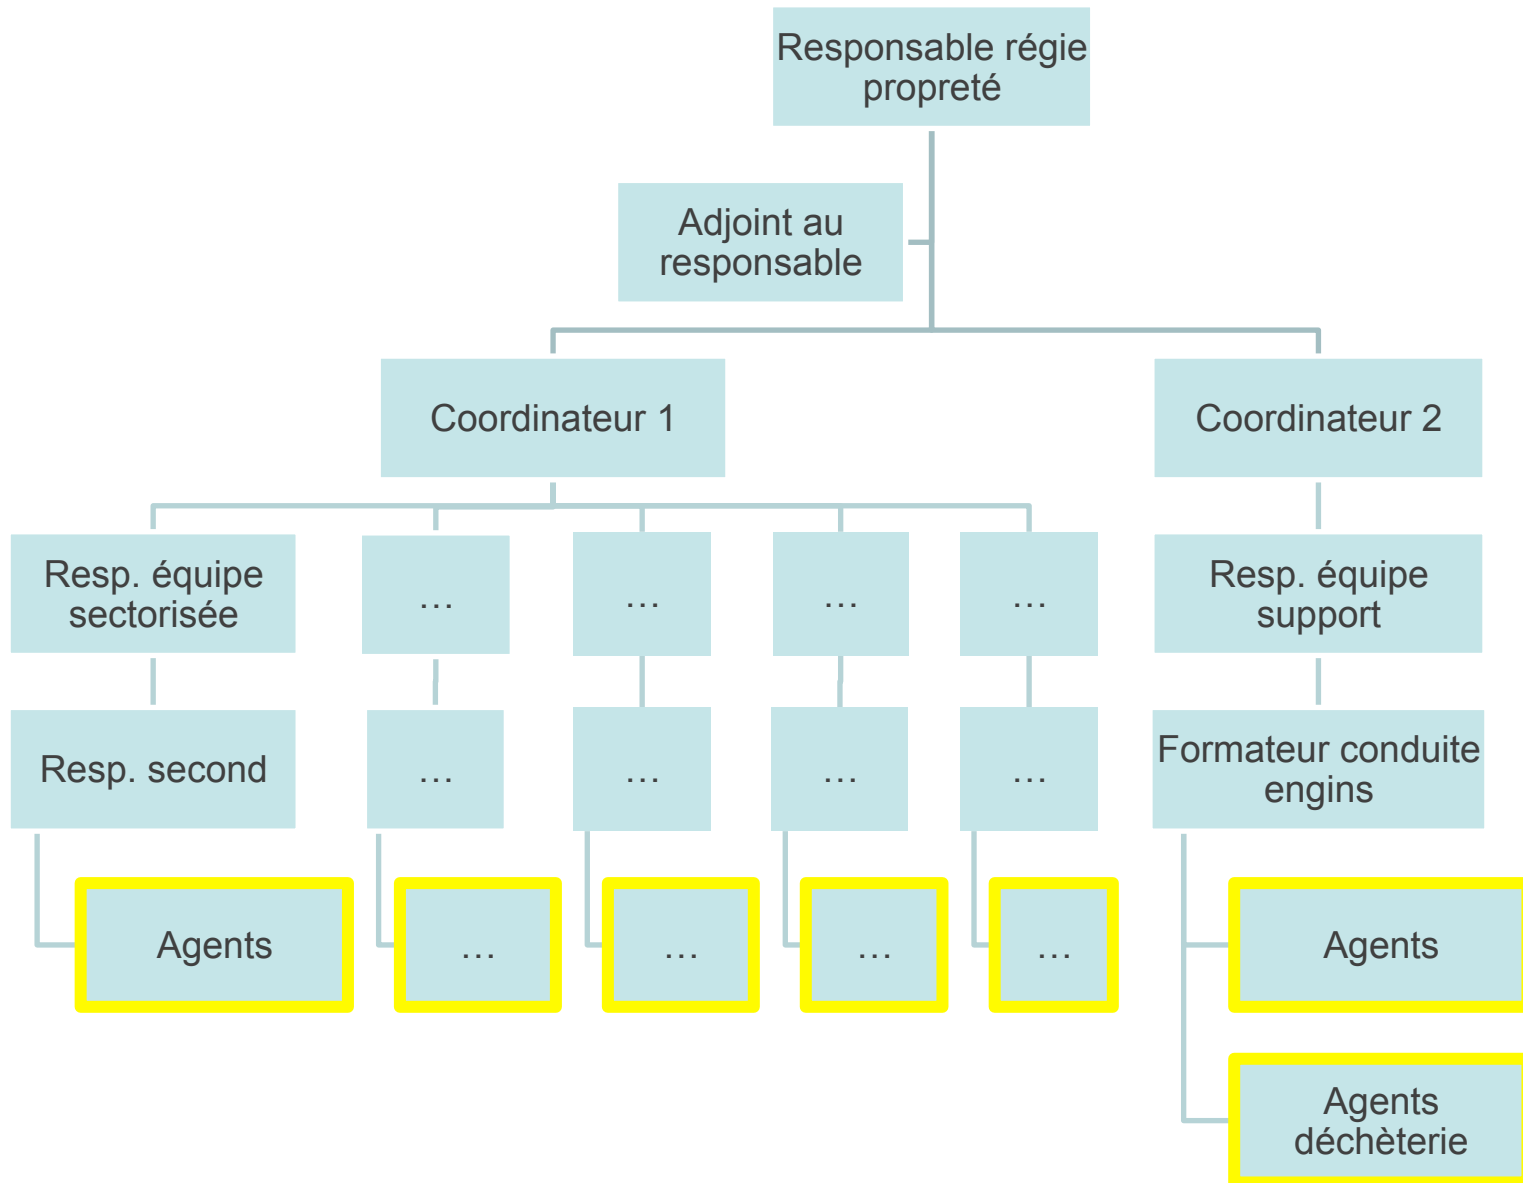 Responsable régie
propreté
Adjoint au
responsable
Coordinateur 1
Coordinateur 2
Resp. équipe
sectorisée
…
…
…
…
Resp. équipe
support
Resp. second
…
…
…
…
Formateur conduite
engins
Agents
…
…
…
…
Agents
Agents
déchèterie